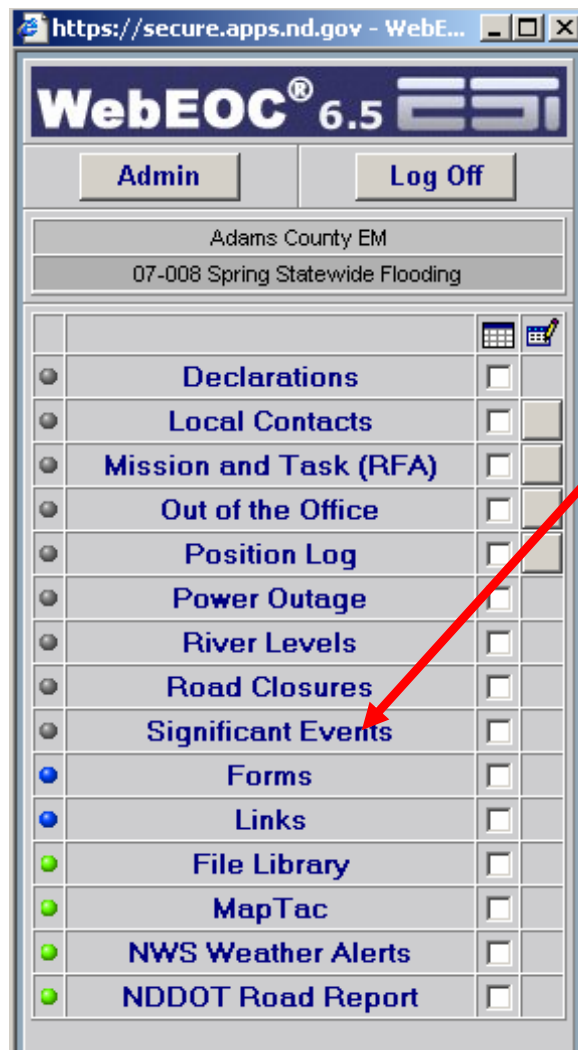 https://secure.apps.nd.gov - WebE...
WebEOC® 6.5 ESi
Admin Log Off
Adams County EM
07-008 Spring Statewide Flooding
Declarations
Local Contacts
Mission and Task (RFA)
Out of the Office
Position Log
Power Outage
River Levels
Road Closures
Significant Events
Forms
Links
File Library
MapTac
NWS Weather Alerts
NDDOT Road Report